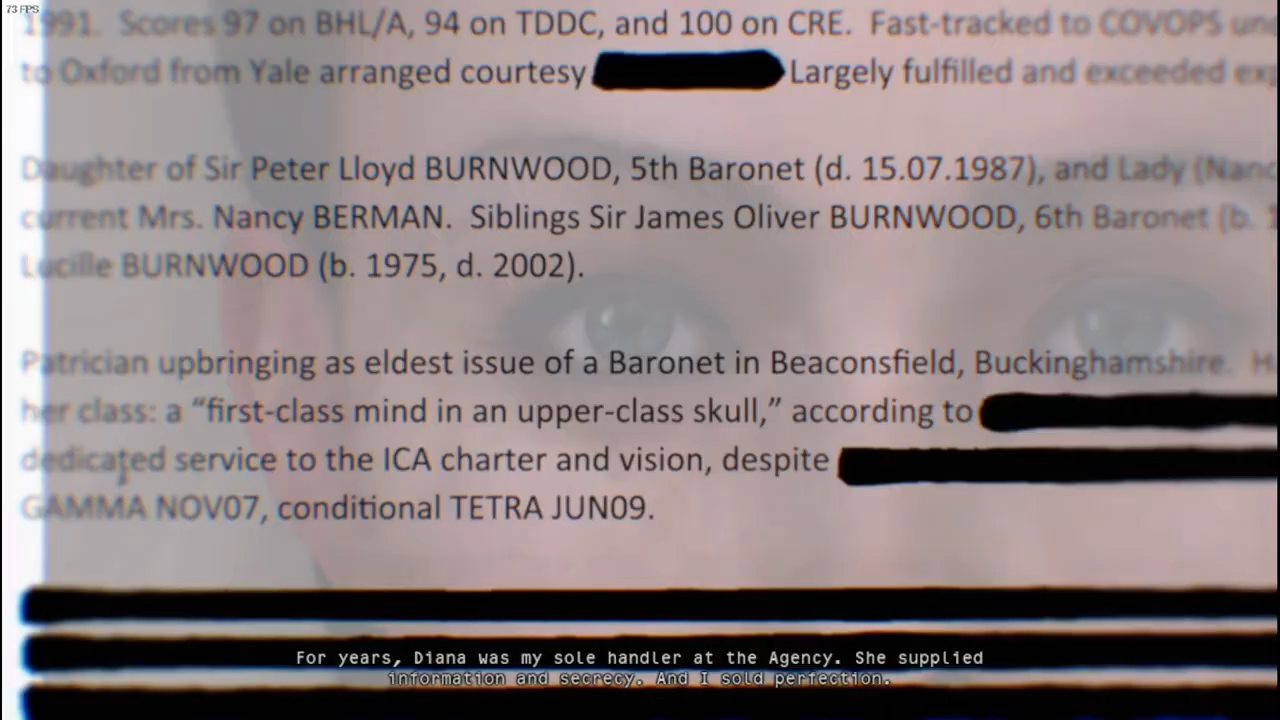 73 FPS
1991. Scores 97 on BHL/A, 94 on TDDC, and 100 on CRE. Fast-tracked to COVOPS
to Oxford from Yale arranged courtesy Largely fulfilled and exceeded
Daughter of Sir Peter Lloyd BURNWOOD, 5th Baronet (d. 15.07.1987), and Lady
current Mrs. Nancy BERMAN. Siblings Sir James Oliver BURNWOOD, 6th Baronet (b.
Lucille BURNWOOD (b. 1975, d. 2002).
Patrician upbringing as eldest issue of a Baronet in Beaconsfield, Buckinghamshire.
her class: a “first-class mind in an upper-class skull,” according to
dedicated service to the ICA charter and vision, despite
GAMMA NOV07, conditional TETRA JUN09.
For years, Diana was my sole handler at the Agency. She supplied
information and secrecy. And I sold perfection.